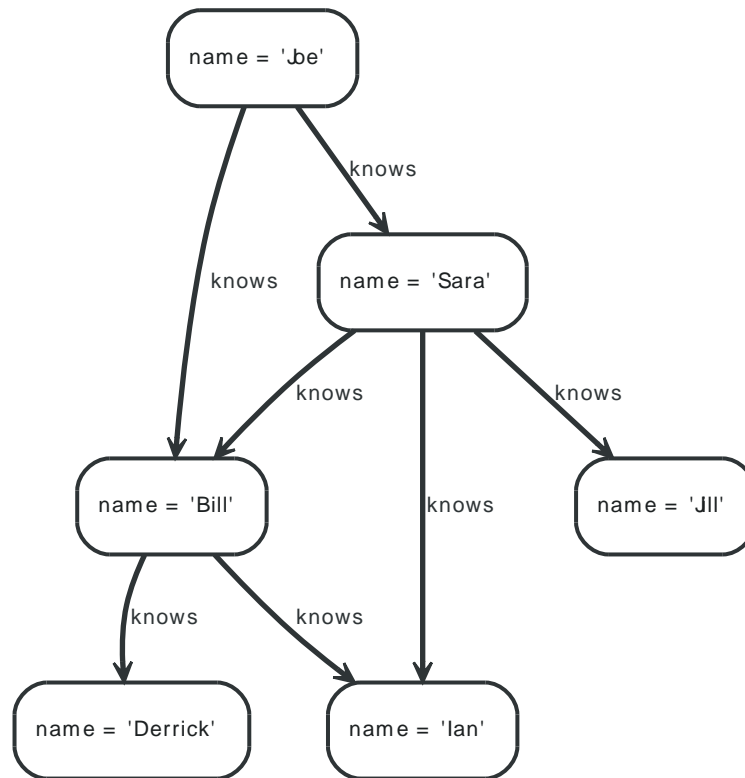 name = 'Joe'
knows
name = 'Sara'
knows
knows
knows
name = 'Bill'
knows
name = 'Jill'
knows
knows
name = 'Derrick'
name = 'Ian'